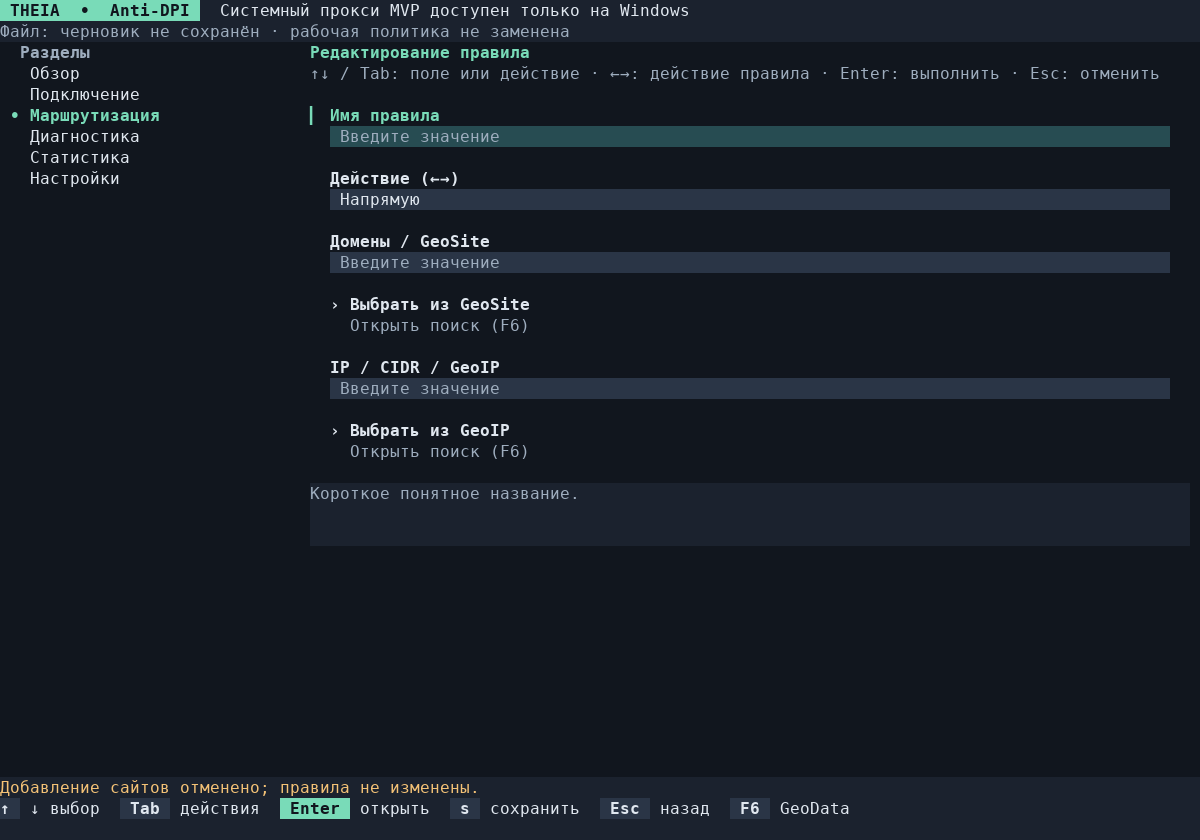 THEIA • Anti-DPI Системный прокси MVP доступен только на Windows
Файл: черновик не сохранён · рабочая политика не заменена
Разделы
Обзор
Подключение
• Маршрутизация
Диагностика
Статистика
Настройки
Редактирование правила
↑↓ / Tab: поле или действие · ←→: действие правила · Enter: выполнить · Esc: отменить
Имя правила
Введите значение
Действие (←→)
Напрямую
Домены / GeoSite
Введите значение
› Выбрать из GeoSite
Открыть поиск (F6)
IP / CIDR / GeoIP
Введите значение
› Выбрать из GeoIP
Открыть поиск (F6)
Короткое понятное название.
Добавление сайтов отменено; правила не изменены.
↑ ↓ выбор Tab действия Enter открыть s сохранить Esc назад F6 GeoData